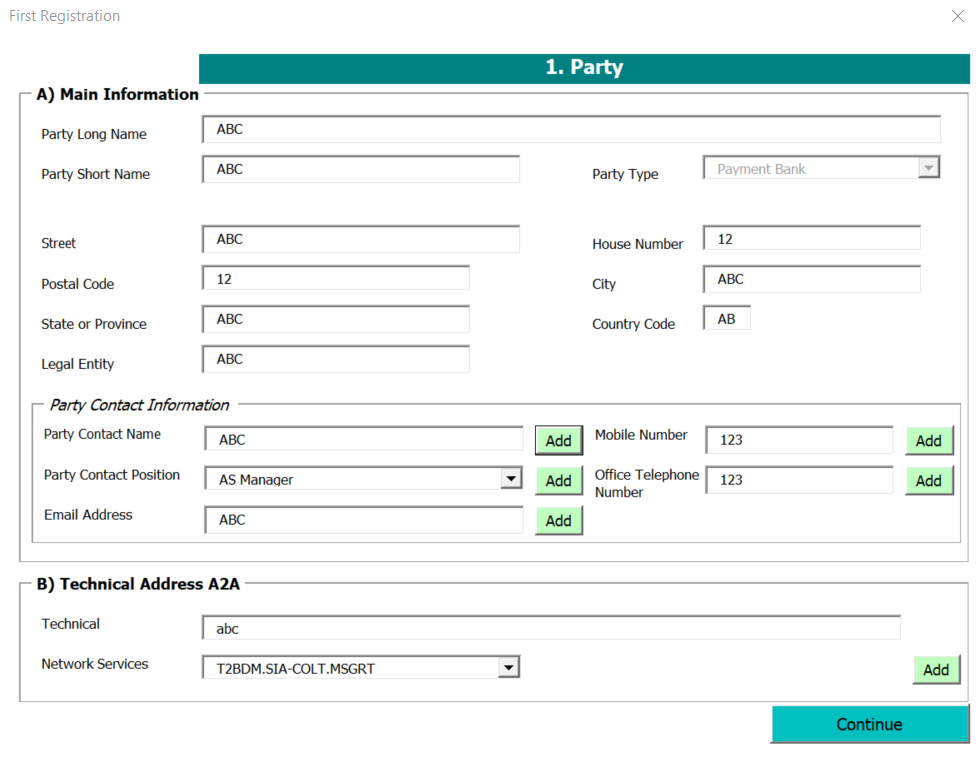 First Registration
1. Party
A) Main Information
Party Long Name ABC
Party Short Name ABC Party Type Payment Bank
Street ABC House Number 12
Postal Code 12 City ABC
State or Province ABC Country Code AB
Legal Entity ABC
Party Contact Information
Party Contact Name ABC Add Mobile Number 123 Add
Party Contact Position AS Manager Add Office Telephone Number 123 Add
Email Address ABC Add
B) Technical Address A2A
Technical abc
Network Services T2BDM.SIA-COLT.MSGRT Add
Continue